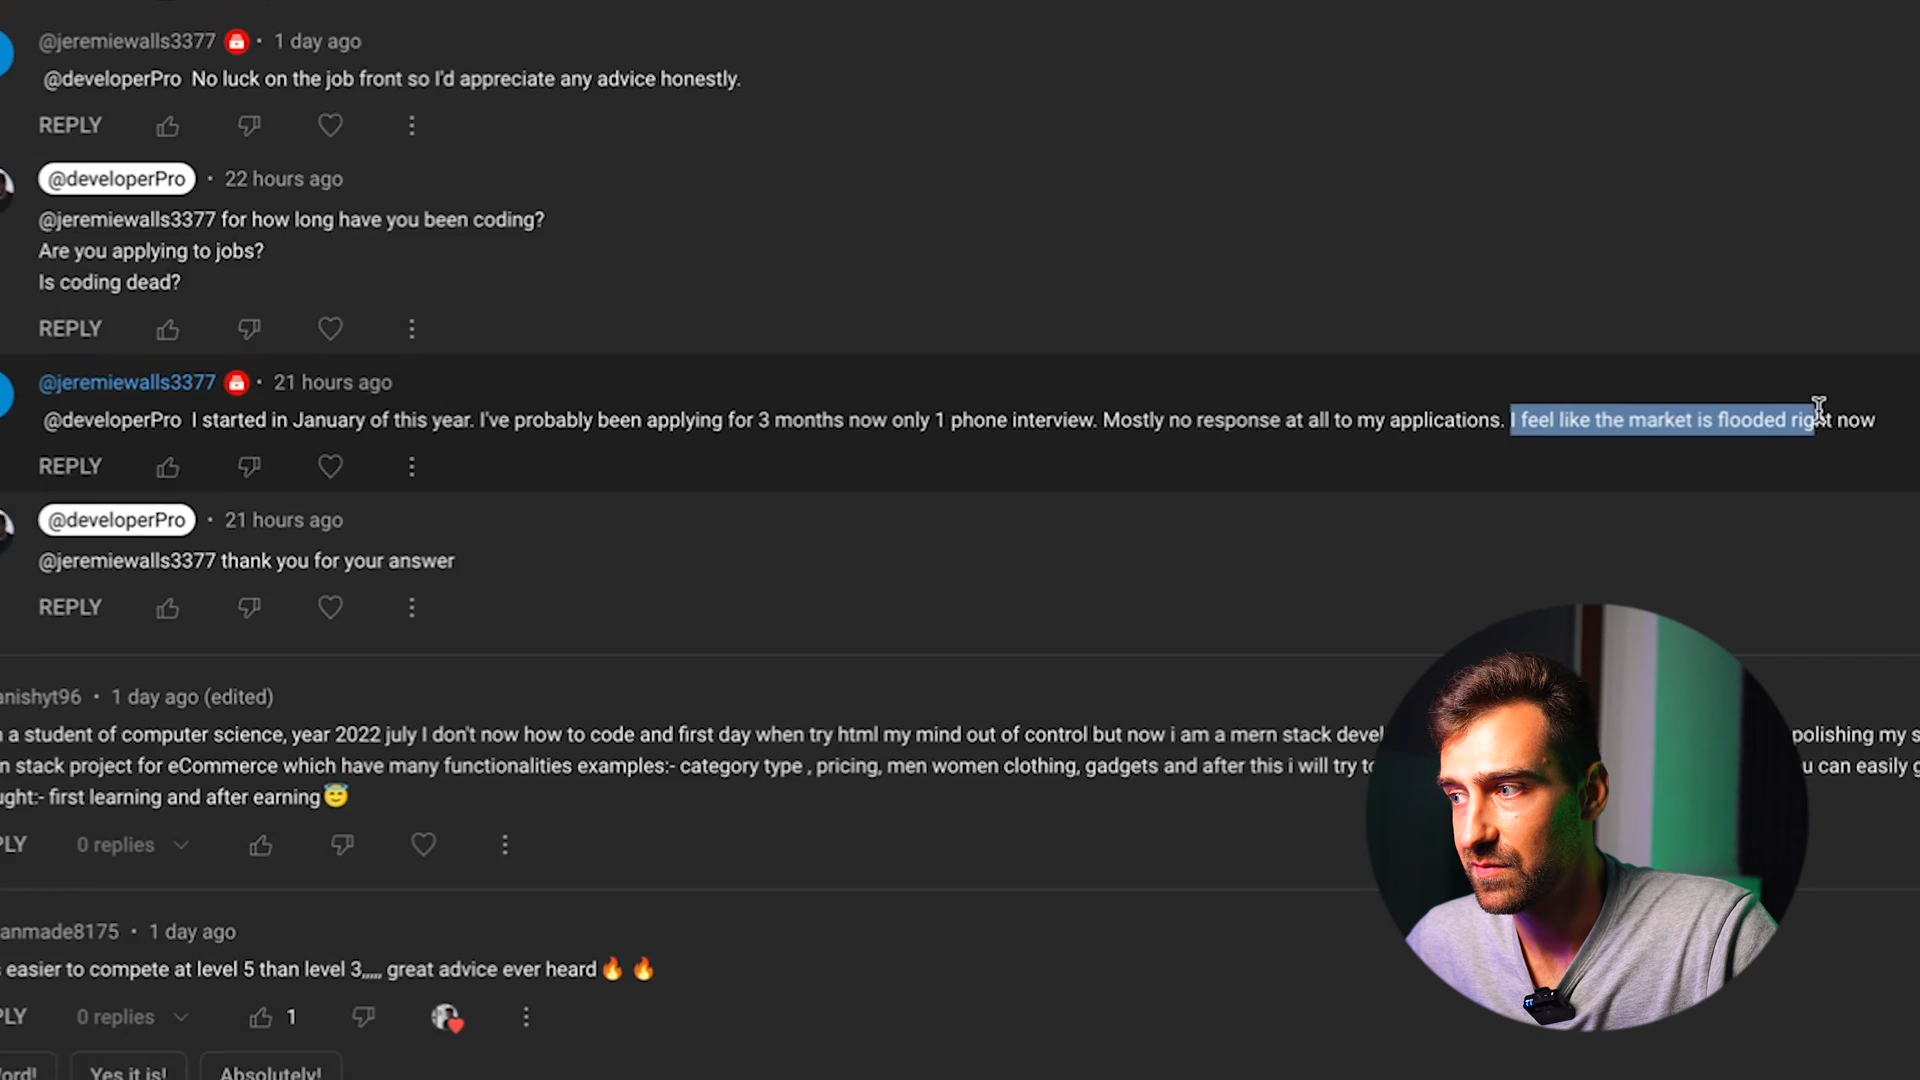 @jeremiewalls3377 · 1 day ago
@developerPro No luck on the job front so I'd appreciate any advice honestly.
REPLY
@developerPro · 22 hours ago
@jeremiewalls3377 for how long have you been coding?
Are you applying to jobs?
Is coding dead?
REPLY
@jeremiewalls3377 · 21 hours ago
@developerPro I started in January of this year. I've probably been applying for 3 months now only 1 phone interview. Mostly no response at all to my applications. I feel like the market is flooded right now
REPLY
@developerPro · 21 hours ago
@jeremiewalls3377 thank you for your answer
REPLY
anishyt96 · 1 day ago (edited)
a student of computer science, year 2022 july I don't now how to code and first day when try html my mind out of control but now i am a mern stack devel polishing my s
n stack project for eCommerce which have many functionalities examples:- category type , pricing, men women clothing, gadgets and after this i will try to u can easily g
ught:- first learning and after earning😇
PLY 0 replies
anmade8175 · 1 day ago
easier to compete at level 5 than level 3,,,,, great advice ever heard🔥🔥
PLY 0 replies 1
Vord! Yes it is! Absolutely!